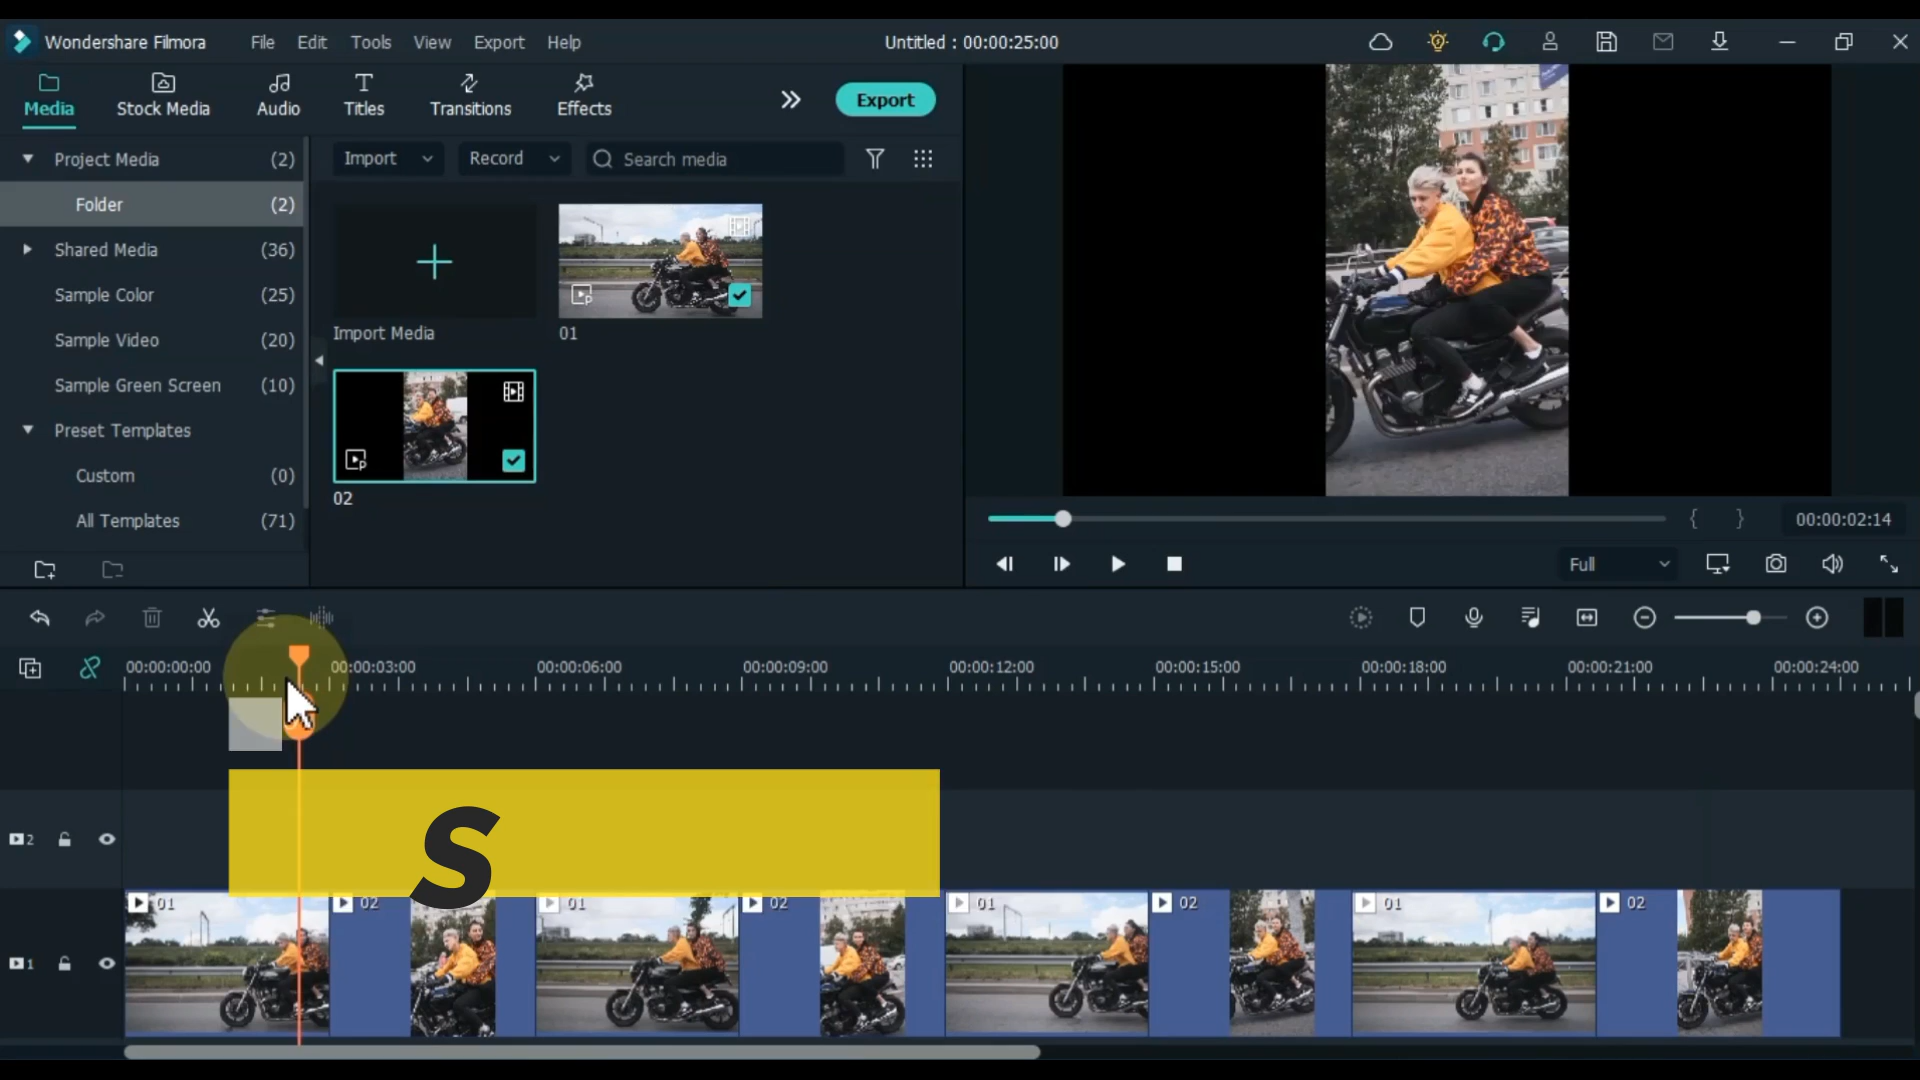 Wondershare Filmora File Edit Tools View Export Help Untitled : 00:00:25:00
Media Stock Media Audio Titles Transitions Effects Export
Project Media (2)
Folder (2)
Shared Media (36)
Sample Color (25)
Sample Video (20)
Sample Green Screen (10)
Preset Templates
Custom (0)
All Templates (71)
Import Record Search media
Import Media
01
02
00:00:02:14
Full
00:00:00:00 00:00:03:00 00:00:06:00 00:00:09:00 00:00:12:00 00:00:15:00 00:00:18:00 00:00:21:00 00:00:24:00
2
S
01 02 01 02 01 02 01 02
1